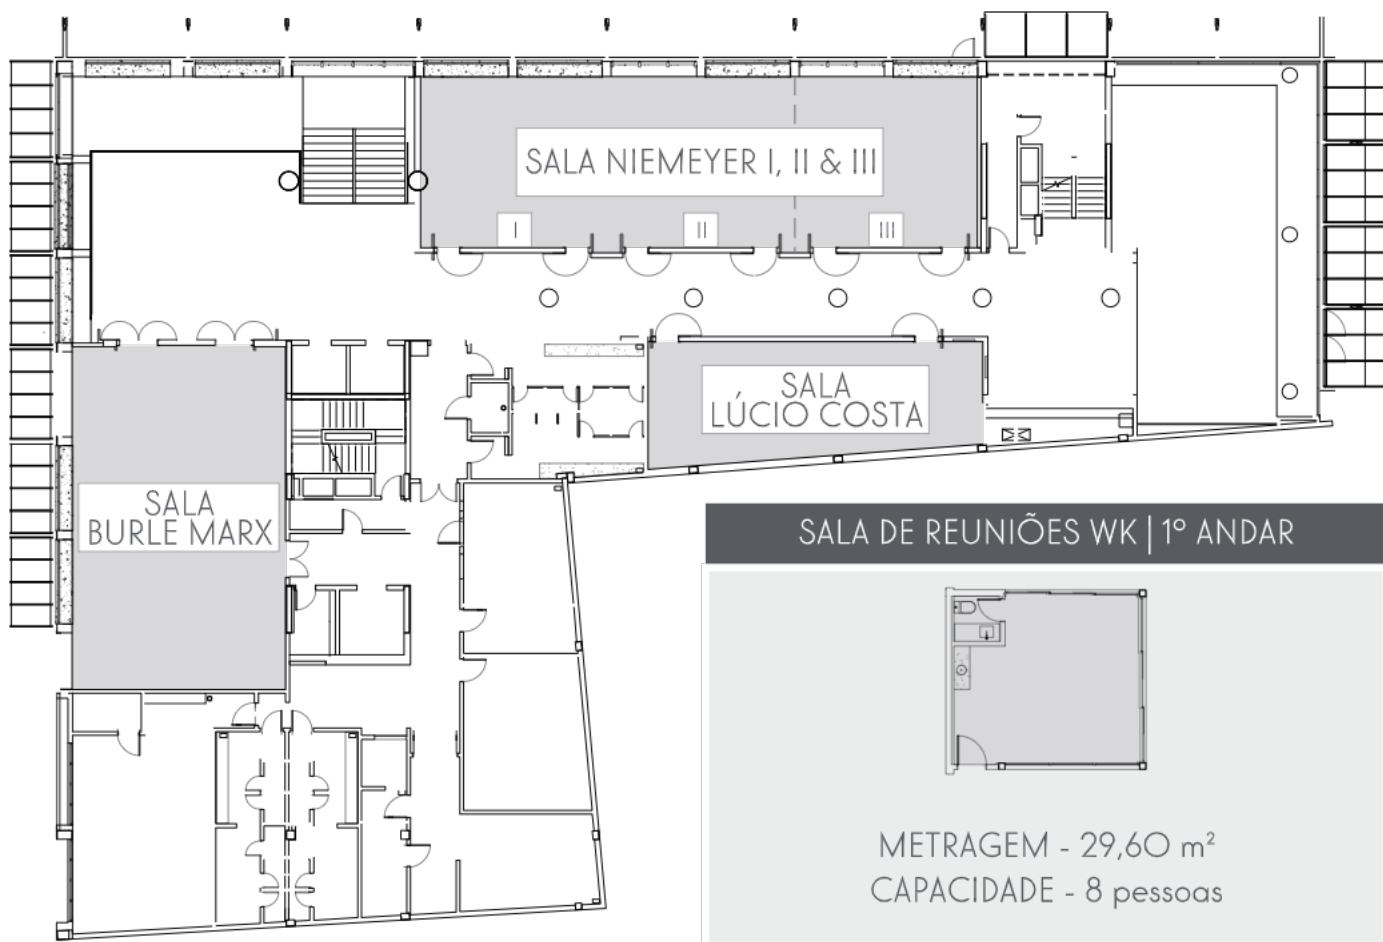 SALA NIEMEYER I, II & III
I
II
III
SALA
LÚCIO COSTA
SALA
BURLE MARX
SALA DE REUNIÕES WK | 1º ANDAR
METRAGEM - 29,60 m²
CAPACIDADE - 8 pessoas